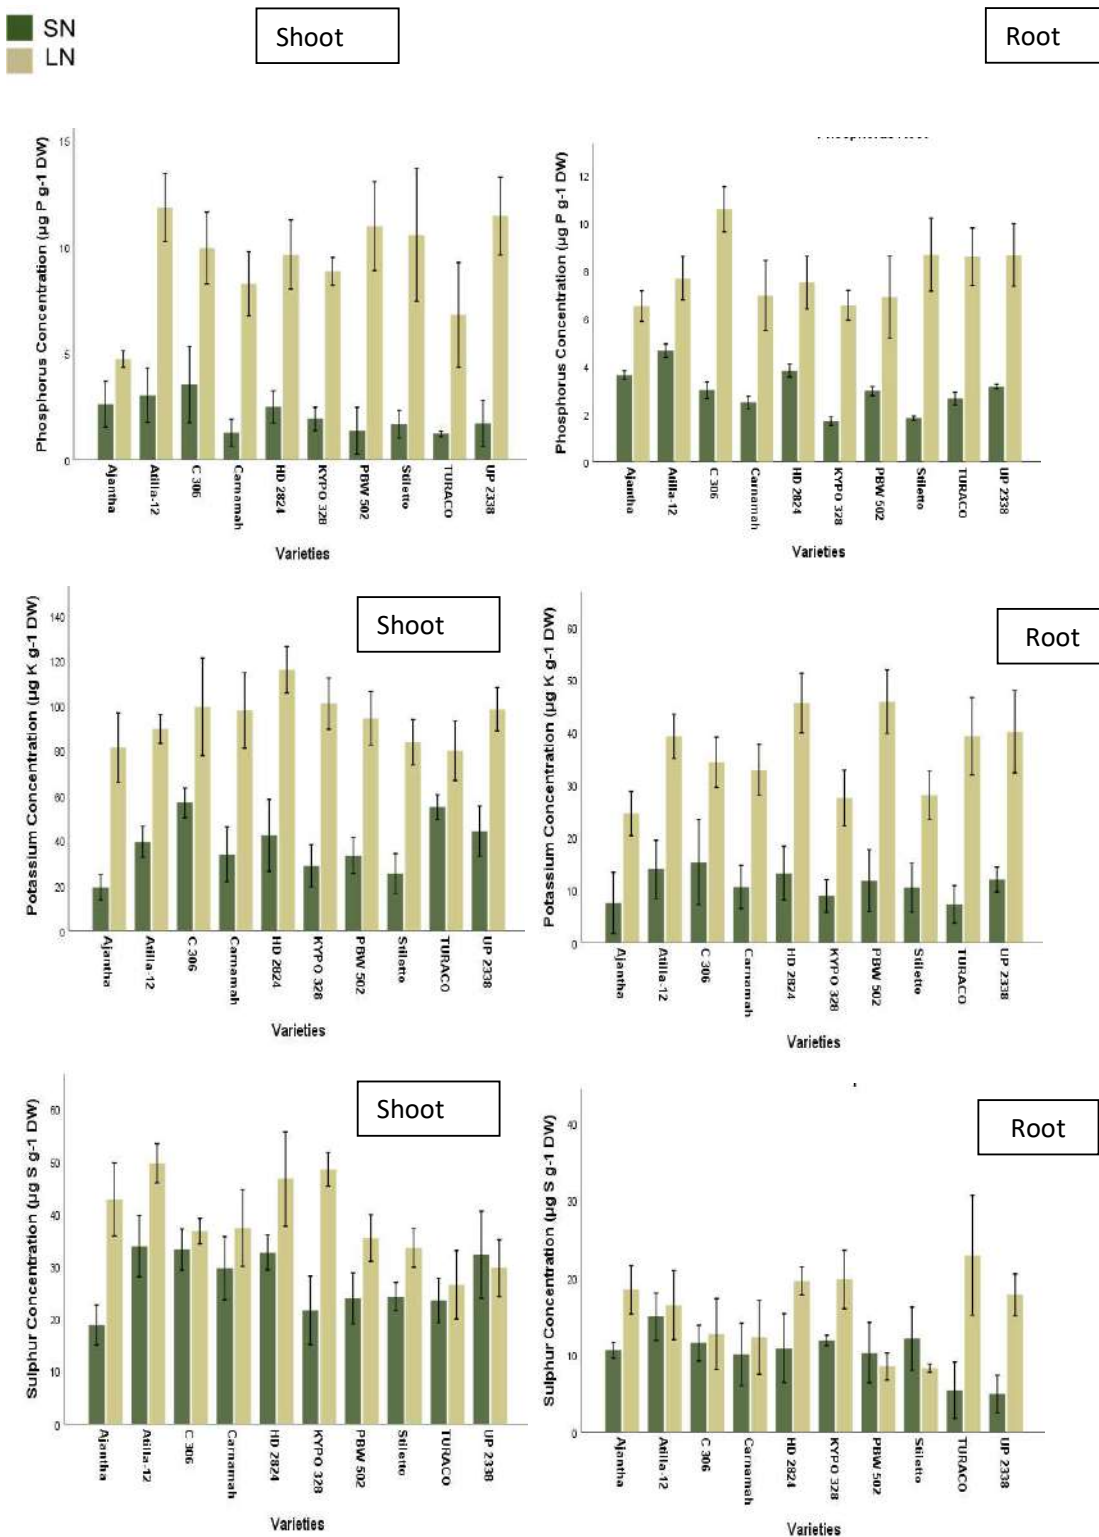 SN
LN
Shoot
Root
Phosphorus Concentration (µg P g-1 DW)
15
10
5
0
Ajantha
Atilla-12
C 306
Carnamah
HD 2824
KYPO 328
PBW 502
Stiletto
TURACO
UP 2338
Varieties
Phosphorus Concentration (µg P g-1 DW)
12
10
8
6
4
2
0
Ajantha
Atilla-12
C 306
Carnamah
HD 2824
KYPO 328
PBW 502
Stiletto
TURACO
UP 2338
Varieties
Shoot
Potassium Concentration (µg K g-1 DW)
140
120
100
80
60
40
20
0
Ajantha
Atilla-12
C 306
Carnamah
HD 2824
KYPO 328
PBW 502
Stiletto
TURACO
UP 2338
Varieties
Root
Potassium Concentration (µg K g-1 DW)
60
50
40
30
20
10
0
Ajantha
Atilla-12
C 306
Carnamah
HD 2824
KYPO 328
PBW 502
Stiletto
TURACO
UP 2338
Varieties
Shoot
Sulphur Concentration (µg S g-1 DW)
60
50
40
30
20
10
0
Ajantha
Atilla-12
C 306
Carnamah
HD 2824
KYPO 328
PBW 502
Stiletto
TURACO
UP 2338
Varieties
Root
Sulphur Concentration (µg S g-1 DW)
40
30
20
10
0
Ajantha
Atilla-12
C 306
Carnamah
HD 2824
KYPO 328
PBW 502
Stiletto
TURACO
UP 2338
Varieties